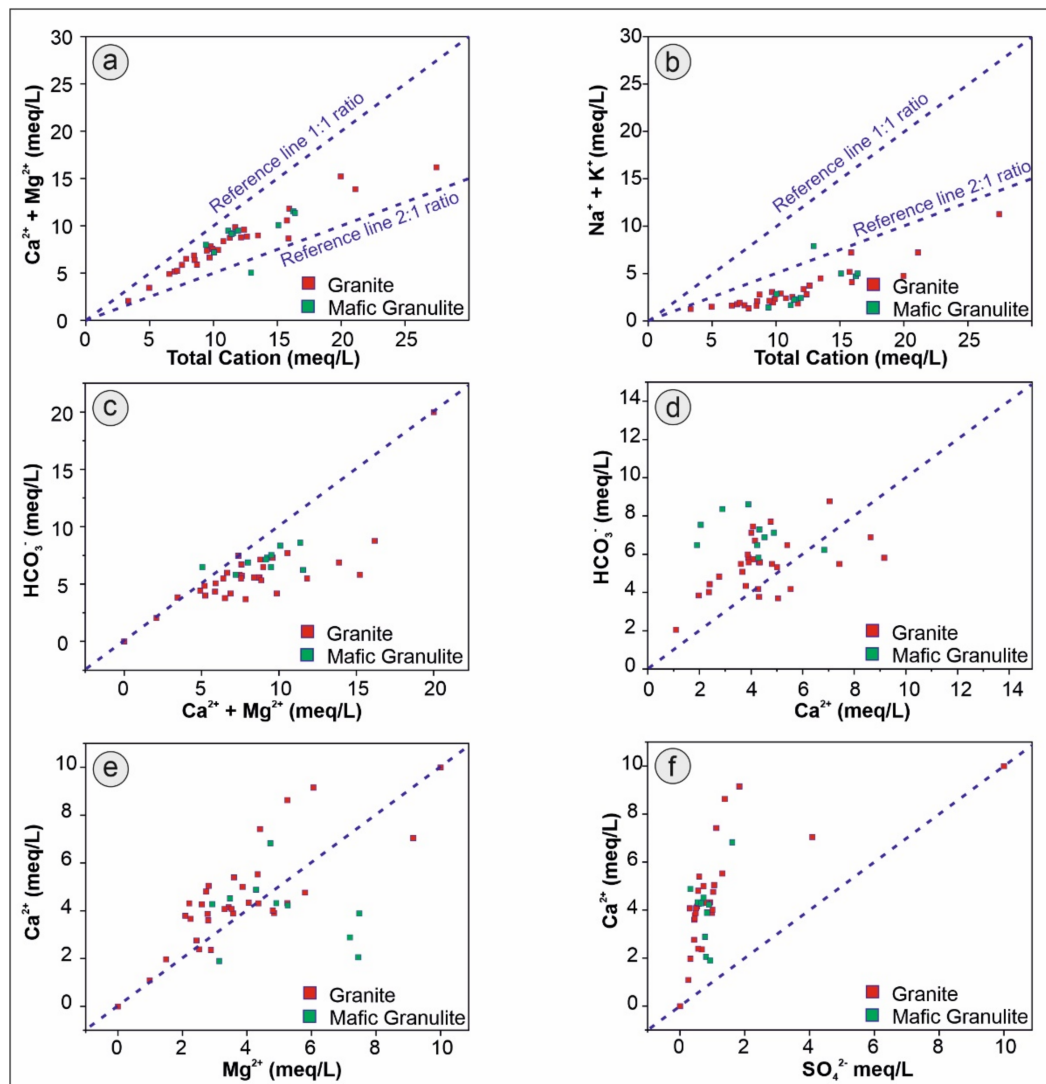 a
30
25
20
15
10
5
0
Ca²⁺ + Mg²⁺ (meq/L)
Reference line 1:1 ratio
Reference line 2:1 ratio
Granite
Mafic Granulite
0 5 10 15 20 25
Total Cation (meq/L)
b
30
25
20
15
10
5
0
Na⁺ + K⁺(meq/L)
Reference line 1:1 ratio
Reference line 2:1 ratio
Granite
Mafic Granulite
0 5 10 15 20 25
Total Cation (meq/L)
c
20
15
10
5
0
HCO₃⁻ (meq/L)
Granite
Mafic Granulite
0 5 10 15 20
Ca²⁺ + Mg²⁺ (meq/L)
d
14
12
10
8
6
4
2
0
HCO₃⁻ (meq/L)
Granite
Mafic Granulite
0 2 4 6 8 10 12 14
Ca²⁺ (meq/L)
e
10
8
6
4
2
0
Ca²⁺ (meq/L)
Granite
Mafic Granulite
0 2 4 6 8 10
Mg²⁺ (meq/L)
f
10
8
6
4
2
0
Ca²⁺ (meq/L)
Granite
Mafic Granulite
0 2 4 6 8 10
SO₄²⁻ meq/L